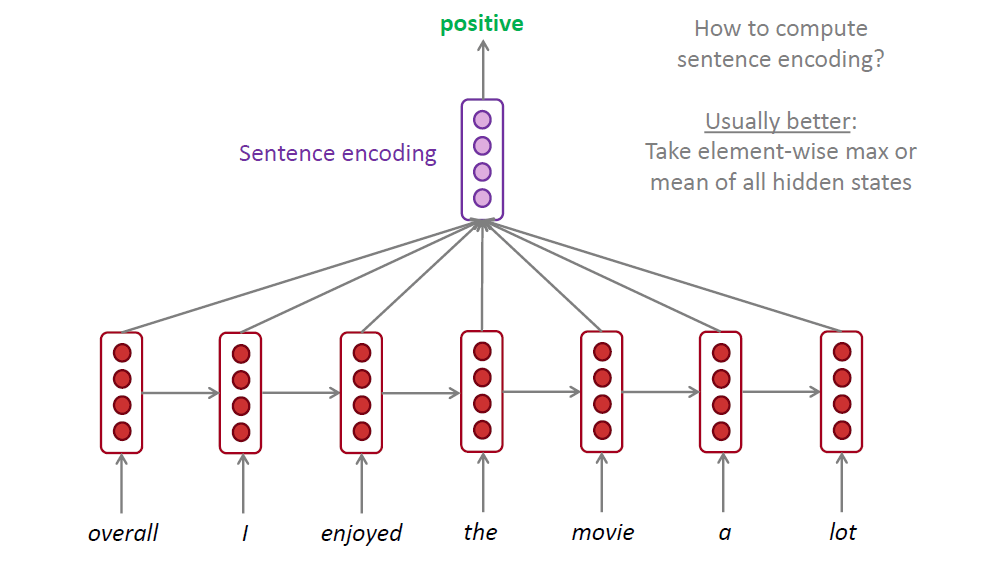 positive
How to compute
sentence encoding?
Usually better:
Take element-wise max or
mean of all hidden states
Sentence encoding
overall I enjoyed the movie a lot